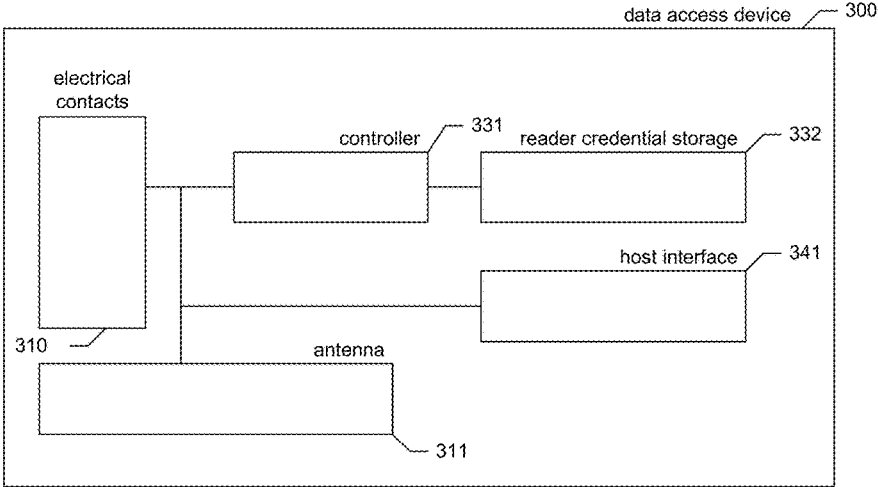 data access device
300
electrical
contacts
controller
331
reader credential storage
332
host interface
341
310
antenna
311